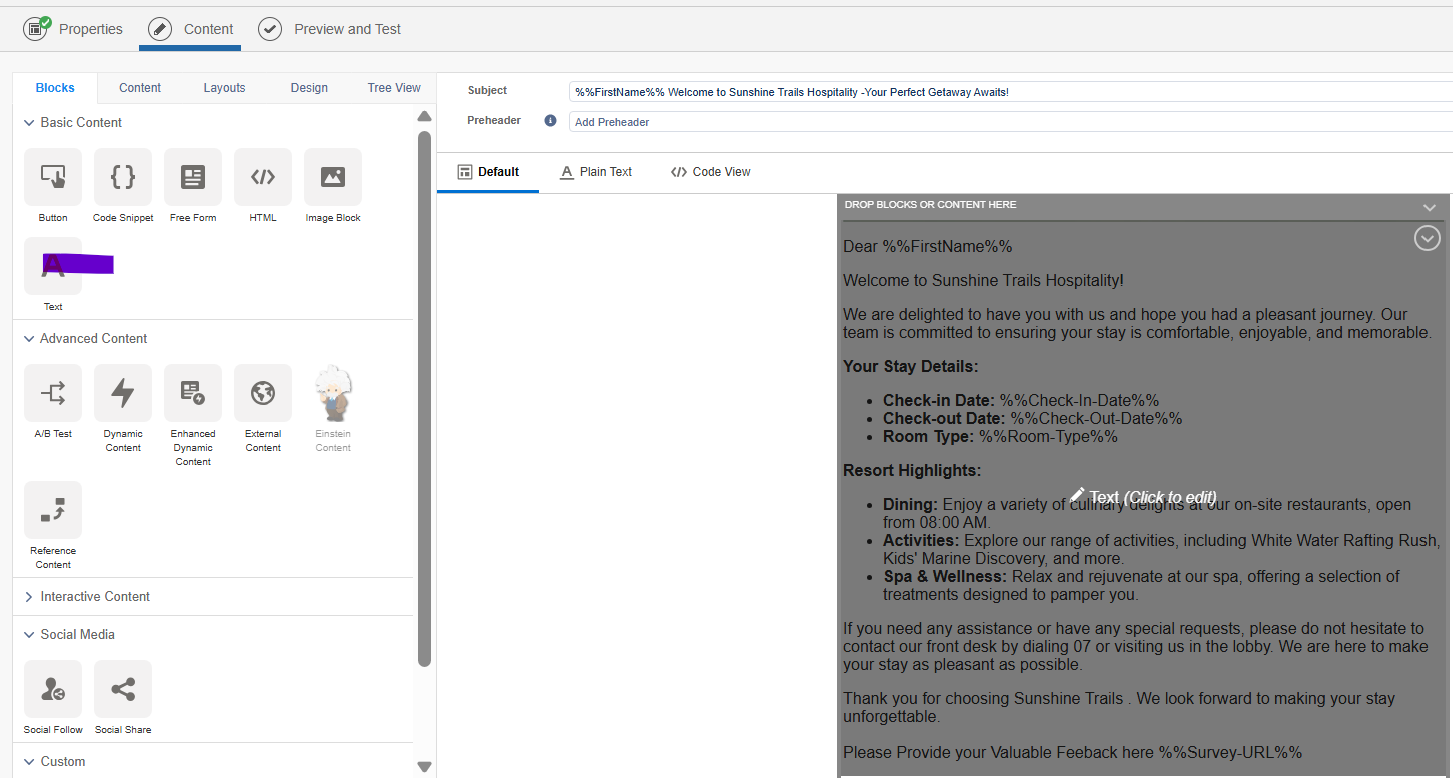 Properties
Content
Preview and Test
Blocks
Content
Layouts
Design
Tree View
Basic Content
Button
Code Snippet
Free Form
HTML
Image Block
A
Text
Advanced Content
A/B Test
Dynamic
Content
Enhanced
Dynamic
Content
External
Content
Einstein
Content
Reference
Content
Interactive Content
Social Media
Social Follow
Social Share
Custom
Subject
%%FirstName%% Welcome to Sunshine Trails Hospitality -Your Perfect Getaway Awaits!
Preheader
Add Preheader
Default
A Plain Text
</> Code View
DROP BLOCKS OR CONTENT HERE
Dear %%FirstName%%
Welcome to Sunshine Trails Hospitality!
We are delighted to have you with us and hope you had a pleasant journey. Our
team is committed to ensuring your stay is comfortable, enjoyable, and memorable.
Your Stay Details:
• Check-in Date: %%Check-In-Date%%
• Check-out Date: %%Check-Out-Date%%
• Room Type: %%Room-Type%%
Resort Highlights:
Text (Click to edit)
• Dining: Enjoy a variety of culinary delights at our on-site restaurants, open
from 08:00 AM.
• Activities: Explore our range of activities, including White Water Rafting Rush,
Kids' Marine Discovery, and more.
• Spa & Wellness: Relax and rejuvenate at our spa, offering a selection of
treatments designed to pamper you.
If you need any assistance or have any special requests, please do not hesitate to
contact our front desk by dialing 07 or visiting us in the lobby. We are here to make
your stay as pleasant as possible.
Thank you for choosing Sunshine Trails . We look forward to making your stay
unforgettable.
Please Provide your Valuable Feeback here %%Survey-URL%%